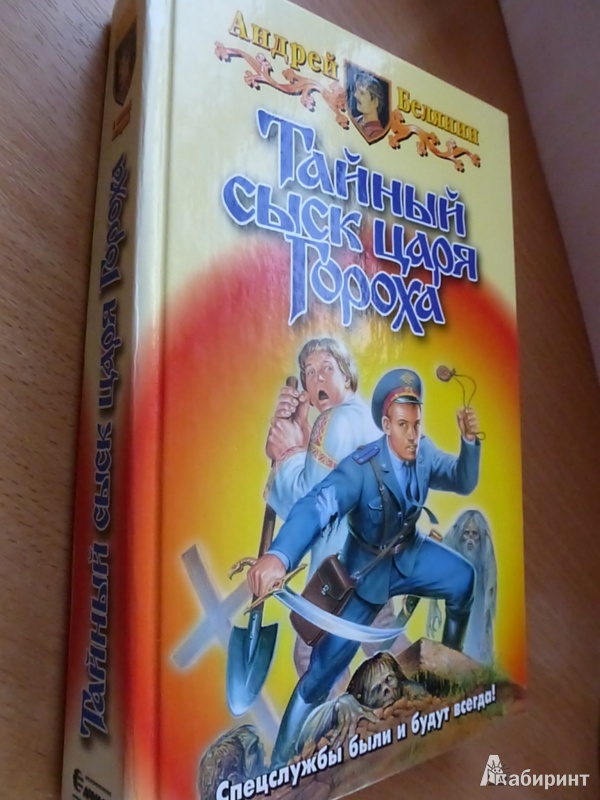 Андрей
Белянин
Тайный
сыск царя
Гороха
Спецслужбы были и будут всегда!
Тайный сыск царя Гороха
Лабиринт